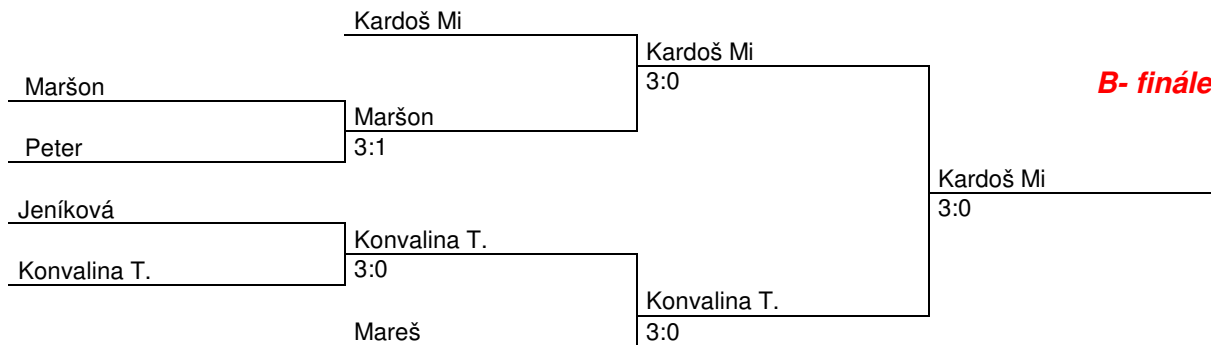 Kardoš Mi
Kardoš Mi
Maršon
3:0
B- finále
Maršon
Peter
3:1
Kardoš Mi
Jeníková
3:0
Konvalina T.
Konvalina T.
3:0
Konvalina T.
Mareš
3:0